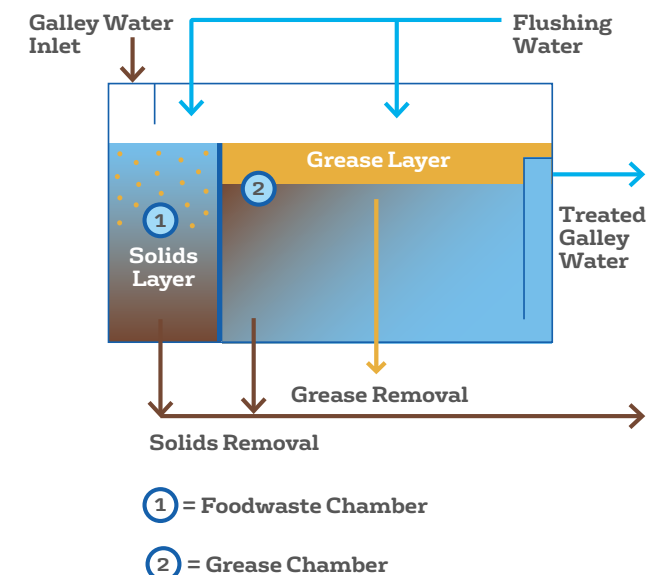 Galley Water
Inlet
Flushing
Water
Grease Layer
2
1
Solids
Layer
Treated
Galley
Water
Grease Removal
Solids Removal
1 = Foodwaste Chamber
2 = Grease Chamber